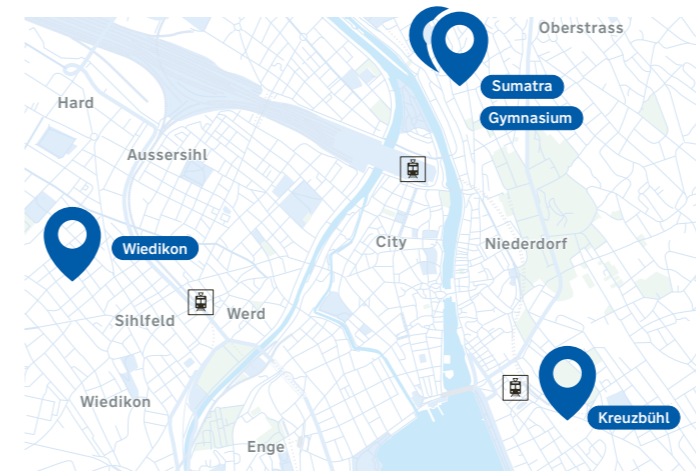 Oberstrass
Sumatra
Hard
Gymnasium
Aussersihl
City
Niederdorf
Wiedikon
Werd
Sihlfeld
Wiedikon
Kreuzbühl
Enge